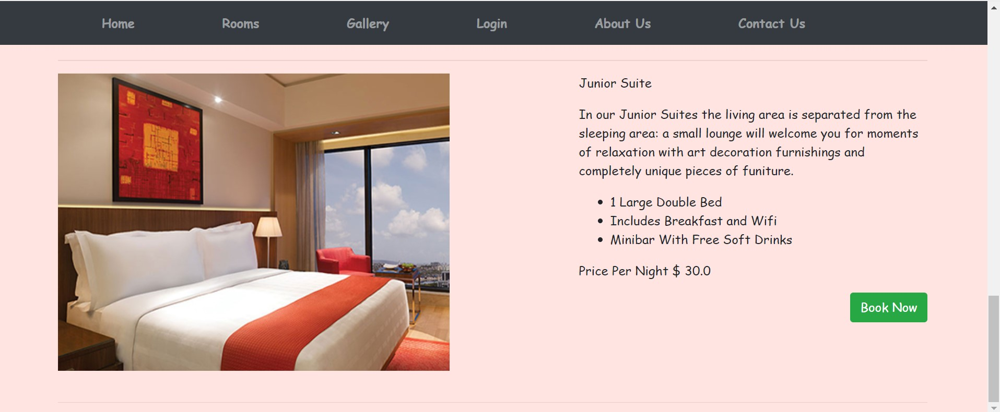 Home Rooms Gallery Login About Us Contact Us
Junior Suite
In our Junior Suites the living area is separated from the
sleeping area: a small lounge will welcome you for moments
of relaxation with art decoration furnishings and
completely unique pieces of funiture.
1 Large Double Bed
Includes Breakfast and Wifi
Minibar With Free Soft Drinks
Price Per Night $ 30.0
Book Now